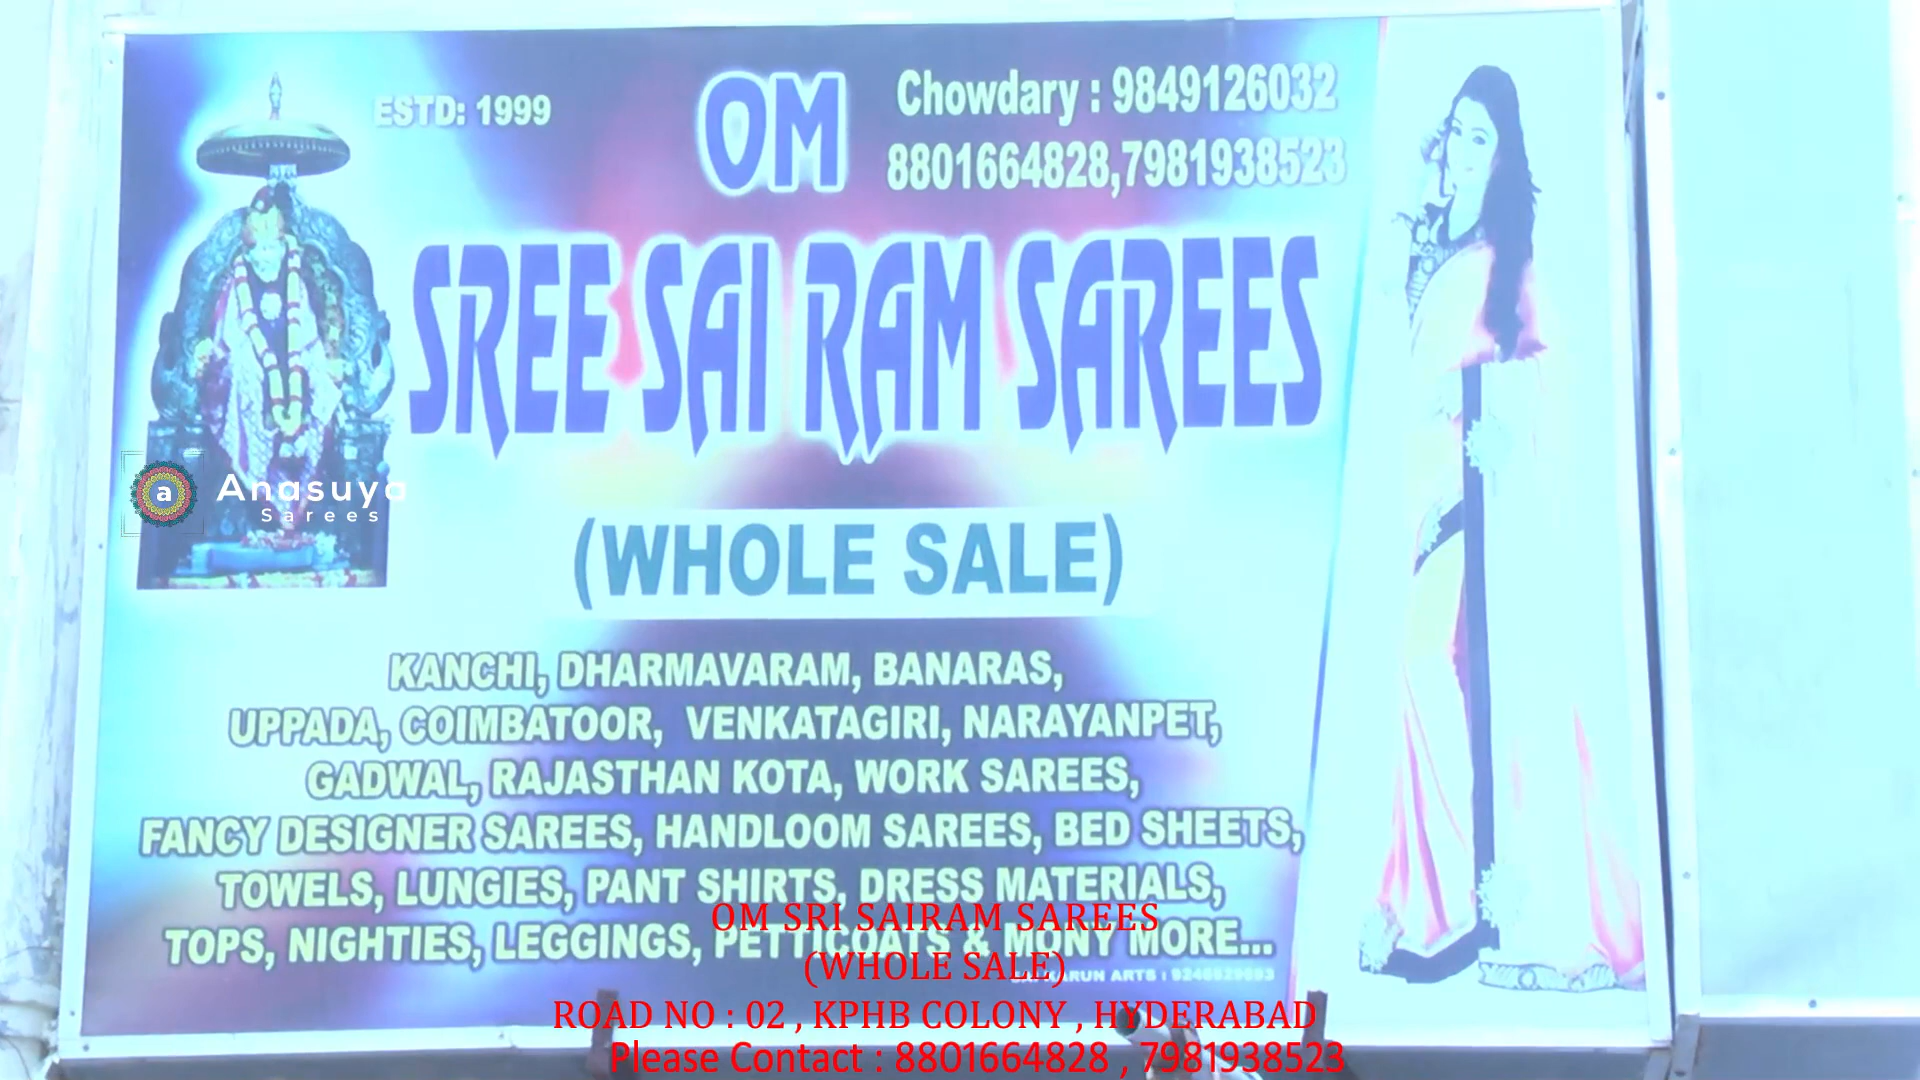 ESTD: 1999
OM
Chowdary : 9849126032
8801664828,7981938523
SREE SAI RAM SAREES
a Anasuya
Sarees
(WHOLE SALE)
KANCHI, DHARMAVARAM, BANARAS,
UPPADA, COIMBATOOR, VENKATAGIRI, NARAYANPET,
GADWAL, RAJASTHAN KOTA, WORK SAREES,
FANCY DESIGNER SAREES, HANDLOOM SAREES, BED SHEETS,
TOWELS, LUNGIES, PANT SHIRTS, DRESS MATERIALS,
TOPS, NIGHTIES, LEGGINGS, PETTICOATS & MONY MORE...
OM SRI SAIRAM SAREES
(WHOLE SALE)
ROAD NO : 02 , KPHB COLONY , HYDERABAD
Please Contact : 8801664828 , 7981938523